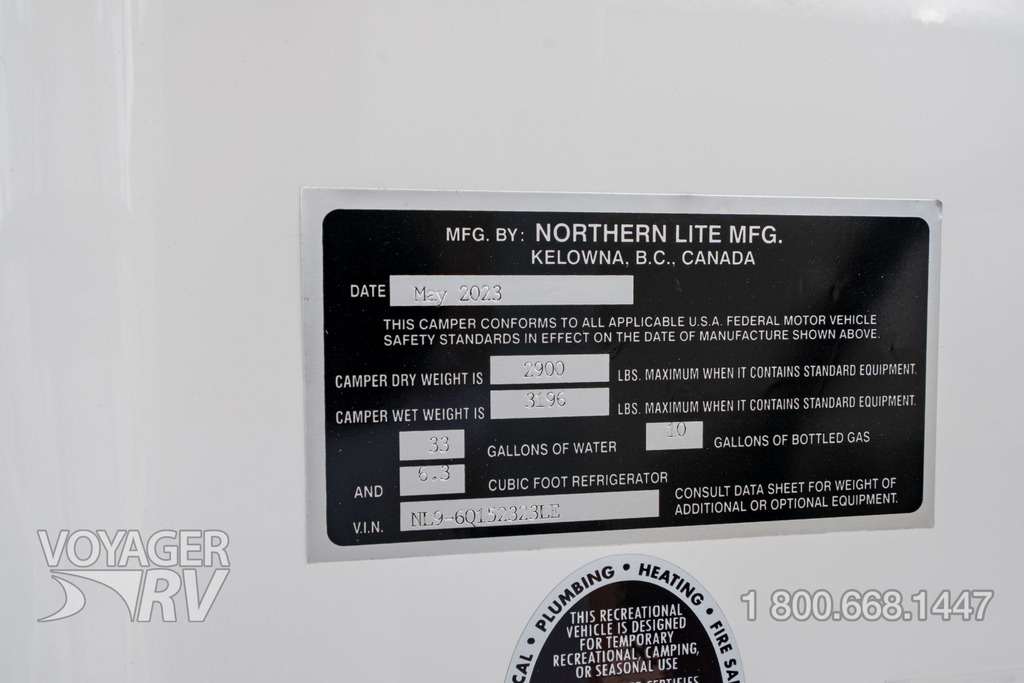 MFG. BY: NORTHERN LITE MFG.
KELOWNA, B.C., CANADA
DATE May 2023
THIS CAMPER CONFORMS TO ALL APPLICABLE U.S.A. FEDERAL MOTOR VEHICLE
SAFETY STANDARDS IN EFFECT ON THE DATE OF MANUFACTURE SHOWN ABOVE.
CAMPER DRY WEIGHT IS 2900 LBS. MAXIMUM WHEN IT CONTAINS STANDARD EQUIPMENT.
CAMPER WET WEIGHT IS 3196 LBS. MAXIMUM WHEN IT CONTAINS STANDARD EQUIPMENT.
33 GALLONS OF WATER 10 GALLONS OF BOTTLED GAS
AND 6.3 CUBIC FOOT REFRIGERATOR
CONSULT DATA SHEET FOR WEIGHT OF
ADDITIONAL OR OPTIONAL EQUIPMENT.
V.I.N. NL9-6Q152323LE
VOYAGER
RV
1 800.668.1447
CAL • PLUMBING • HEATING • FIRE SA
THIS RECREATIONAL
VEHICLE IS DESIGNED
FOR TEMPORARY
RECREATIONAL, CAMPING,
OR SEASONAL USE
CERTIFIES